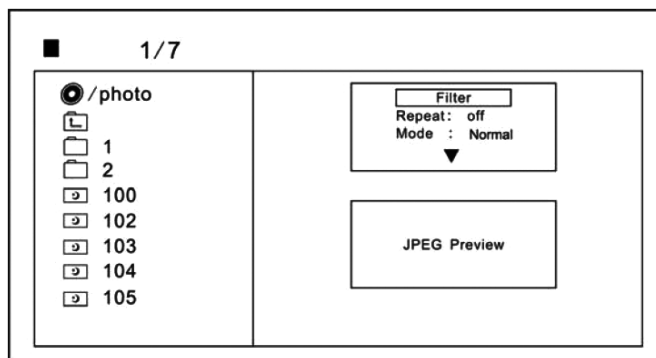 1/7
/photo
1
2
100
102
103
104
105
Filter
Repeat: off
Mode : Normal
JPEG Preview